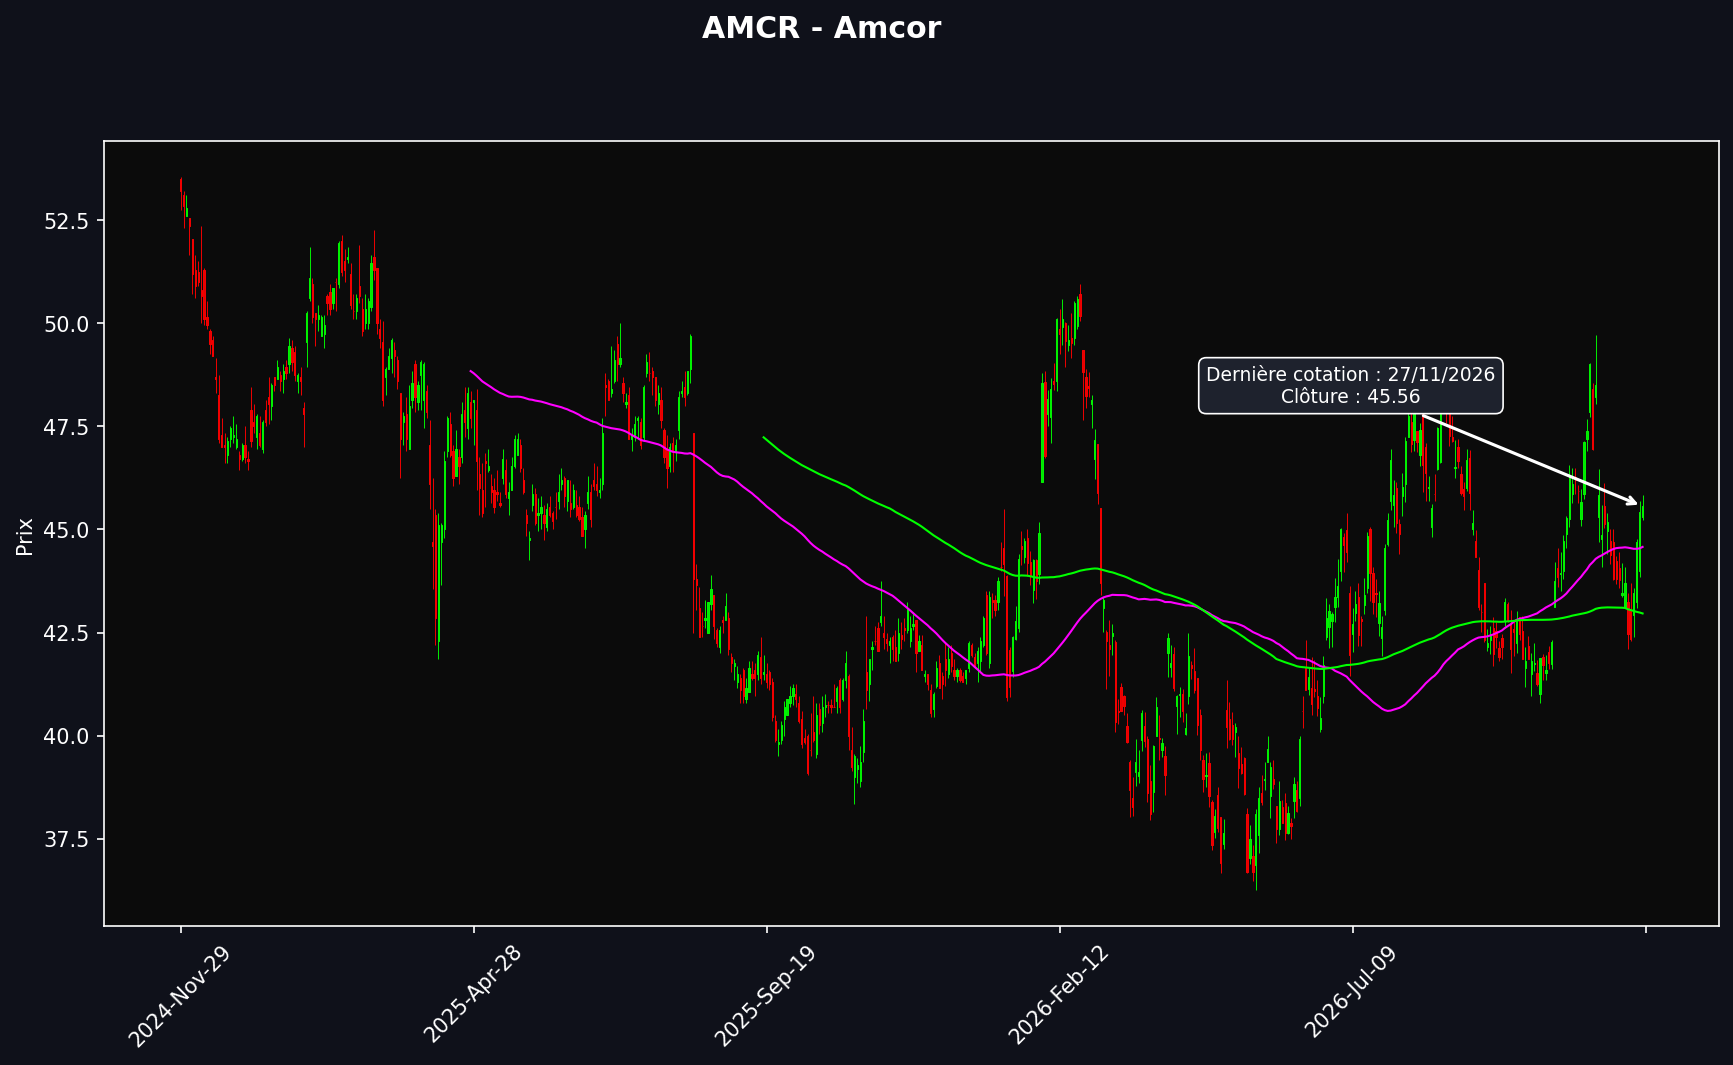 AMCR - Amcor
Prix
52.5
50.0
47.5
45.0
42.5
40.0
37.5
Dernière cotation : 27/11/2026
Clôture : 45.56
2024-Nov-29
2025-Apr-28
2025-Sep-19
2026-Feb-12
2026-Jul-09